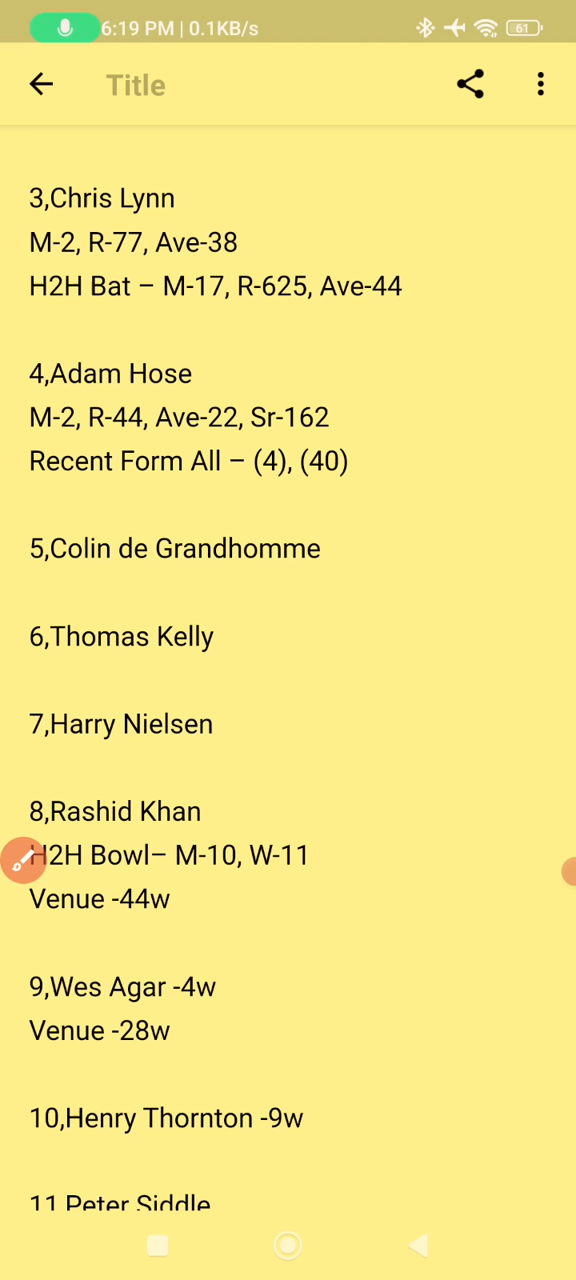 6:19 PM | 0.1KB/s
61
Title
3,Chris Lynn
M-2, R-77, Ave-38
H2H Bat – M-17, R-625, Ave-44
4,Adam Hose
M-2, R-44, Ave-22, Sr-162
Recent Form All – (4), (40)
5,Colin de Grandhomme
6,Thomas Kelly
7,Harry Nielsen
8,Rashid Khan
H2H Bowl– M-10, W-11
Venue -44w
9,Wes Agar -4w
Venue -28w
10,Henry Thornton -9w
11 Peter Siddle